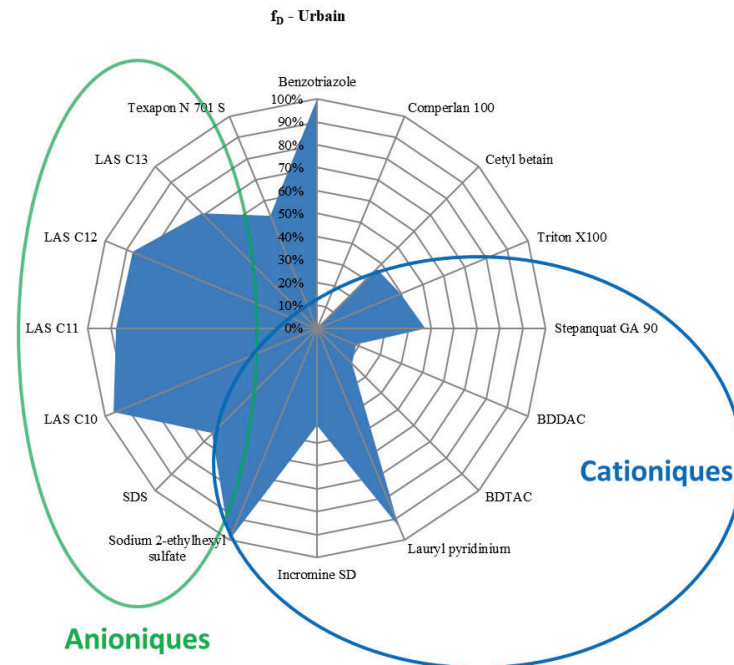 f_D - Urbain
Benzotriazole
Comperlan 100
Cetyl betain
Triton X100
Stepanquat GA 90
BDDAC
BDTAC
Lauryl pyridinium
Incromine SD
Sodium 2-ethylhexyl
sulfate
SDS
LAS C10
LAS C11
LAS C12
LAS C13
Texapon N 701 S
100%
90%
80%
70%
60%
50%
40%
30%
20%
10%
0%
Cationiques
Anioniques